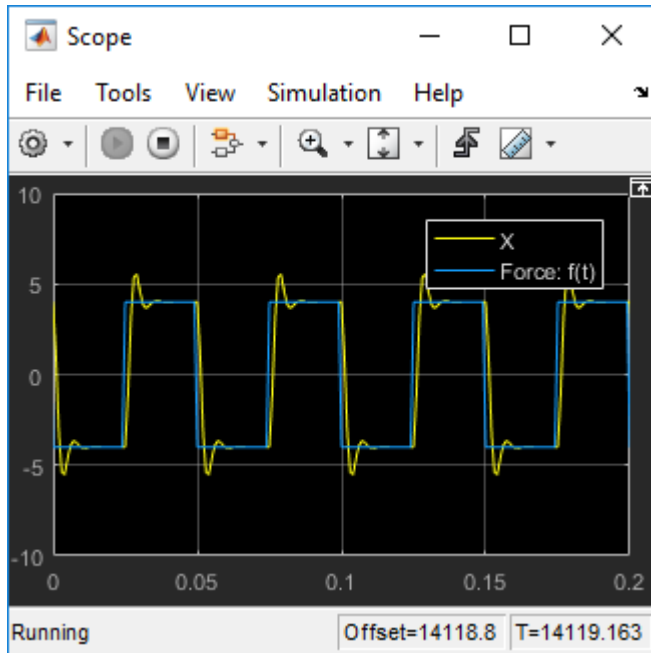 Scope
File Tools View Simulation Help
10
X
Force: f(t)
5
0
-5
-10
0 0.05 0.1 0.15 0.2
Running Offset=14118.8 T=14119.163